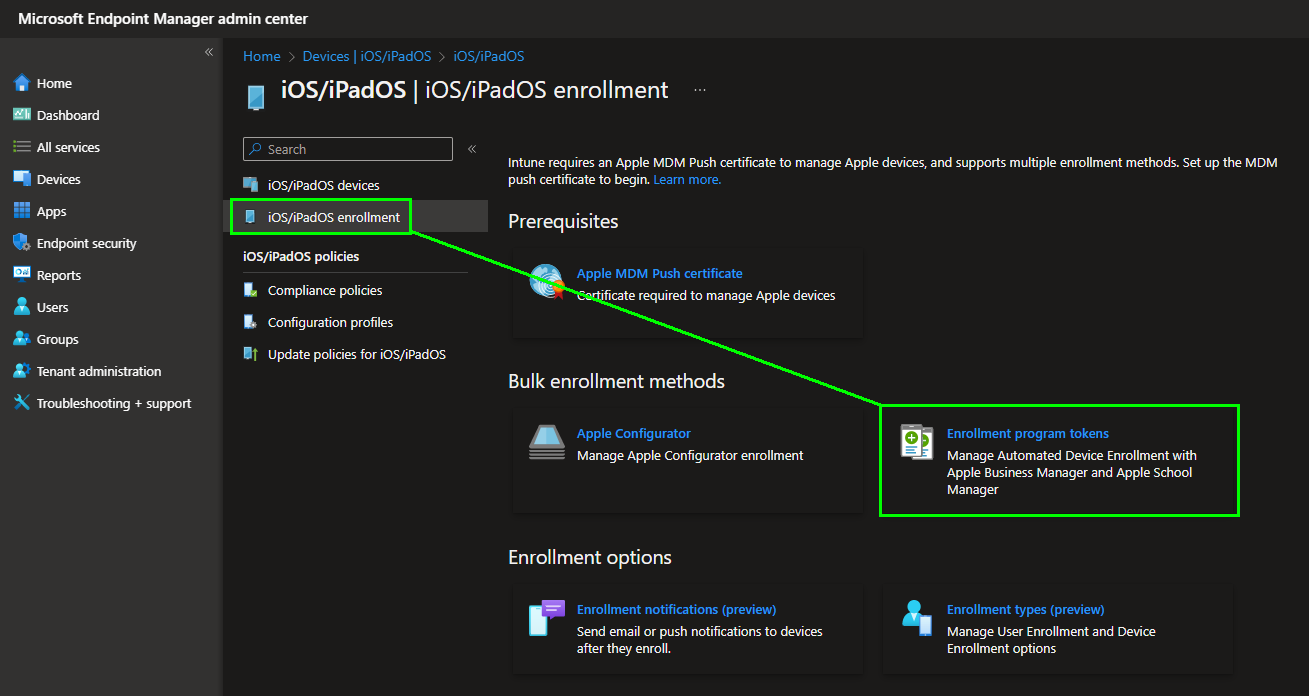 Microsoft Endpoint Manager admin center
«
Home
Dashboard
All services
Devices
Apps
Endpoint security
Reports
Users
Groups
Tenant administration
Troubleshooting + support
Home > Devices | iOS/iPadOS > iOS/iPadOS
iOS/iPadOS | iOS/iPadOS enrollment ...
Search
«
iOS/iPadOS devices
iOS/iPadOS enrollment
iOS/iPadOS policies
Compliance policies
Configuration profiles
Update policies for iOS/iPadOS
Intune requires an Apple MDM Push certificate to manage Apple devices, and supports multiple enrollment methods. Set up the MDM
push certificate to begin. Learn more.
Prerequisites
Apple MDM Push certificate
Certificate required to manage Apple devices
Bulk enrollment methods
Apple Configurator
Manage Apple Configurator enrollment
Enrollment program tokens
Manage Automated Device Enrollment with
Apple Business Manager and Apple School
Manager
Enrollment options
Enrollment notifications (preview)
Send email or push notifications to devices
after they enroll.
Enrollment types (preview)
Manage User Enrollment and Device
Enrollment options